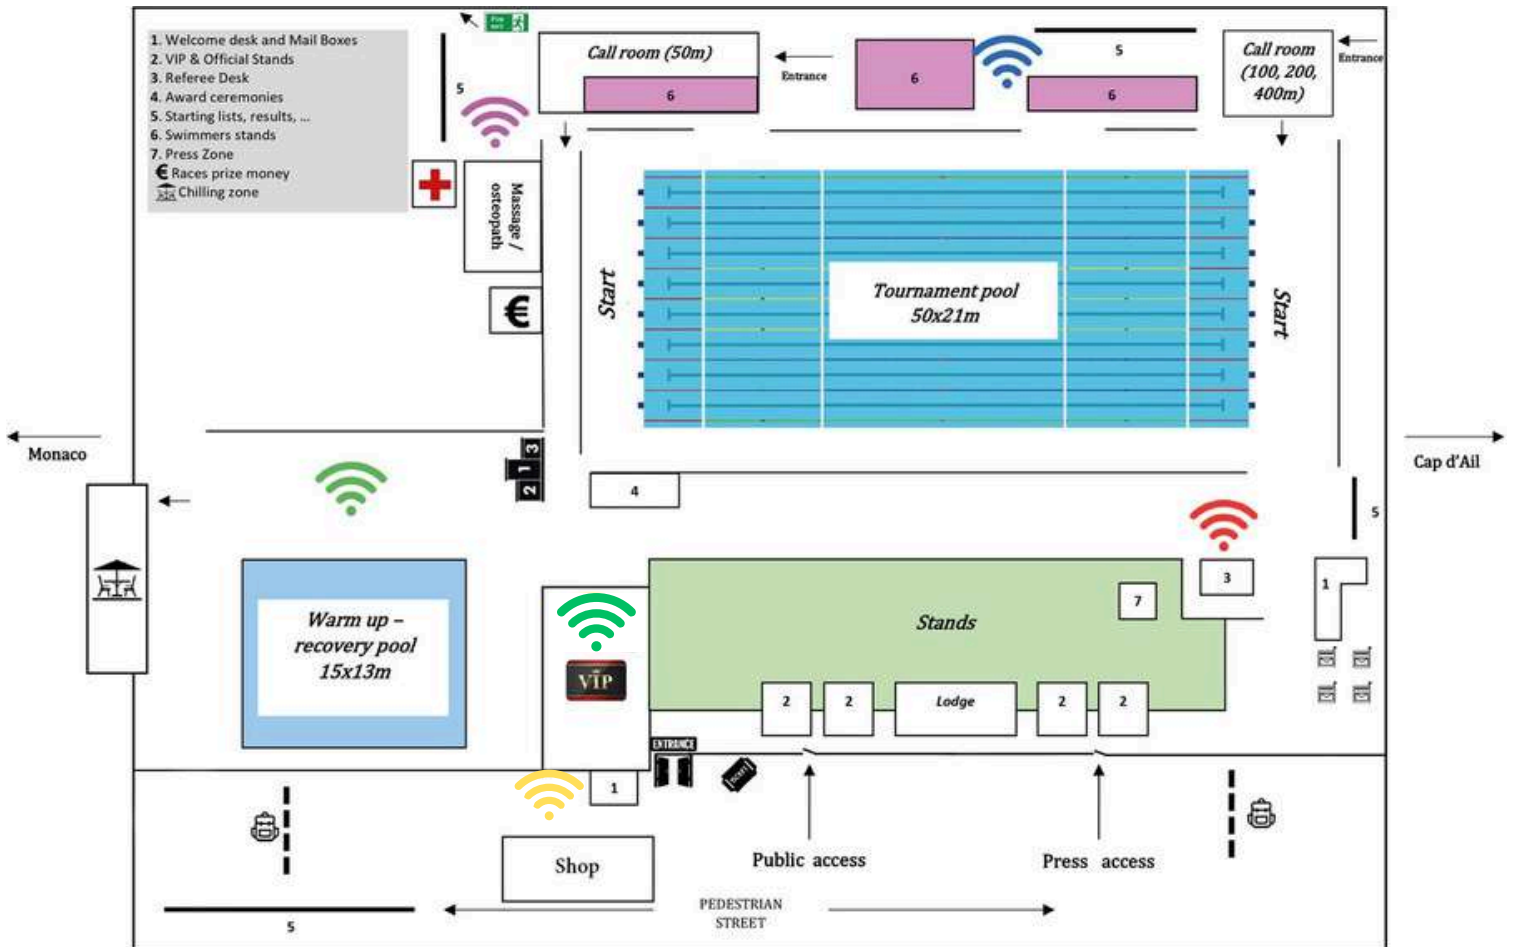 1. Welcome desk and Mail Boxes
2. VIP & Official Stands
3. Referee Desk
4. Award ceremonies
5. Starting lists, results, ...
6. Swimmers stands
7. Press Zone
€ Races prize money
Chilling zone
5
Call room (50m)
6
Entrance
6
5
6
Call room
(100, 200,
400m)
Entrance
Massage /
osteopath
€
Start
Tournament pool
50x21m
Start
Monaco
Cap d'Ail
3
1
2
4
5
3
1
7
Stands
Warm up –
recovery pool
15x13m
VIP
2
2
Lodge
2
2
ENTRANCE
1
Shop
Public access
Press access
PEDESTRIAN
STREET
5